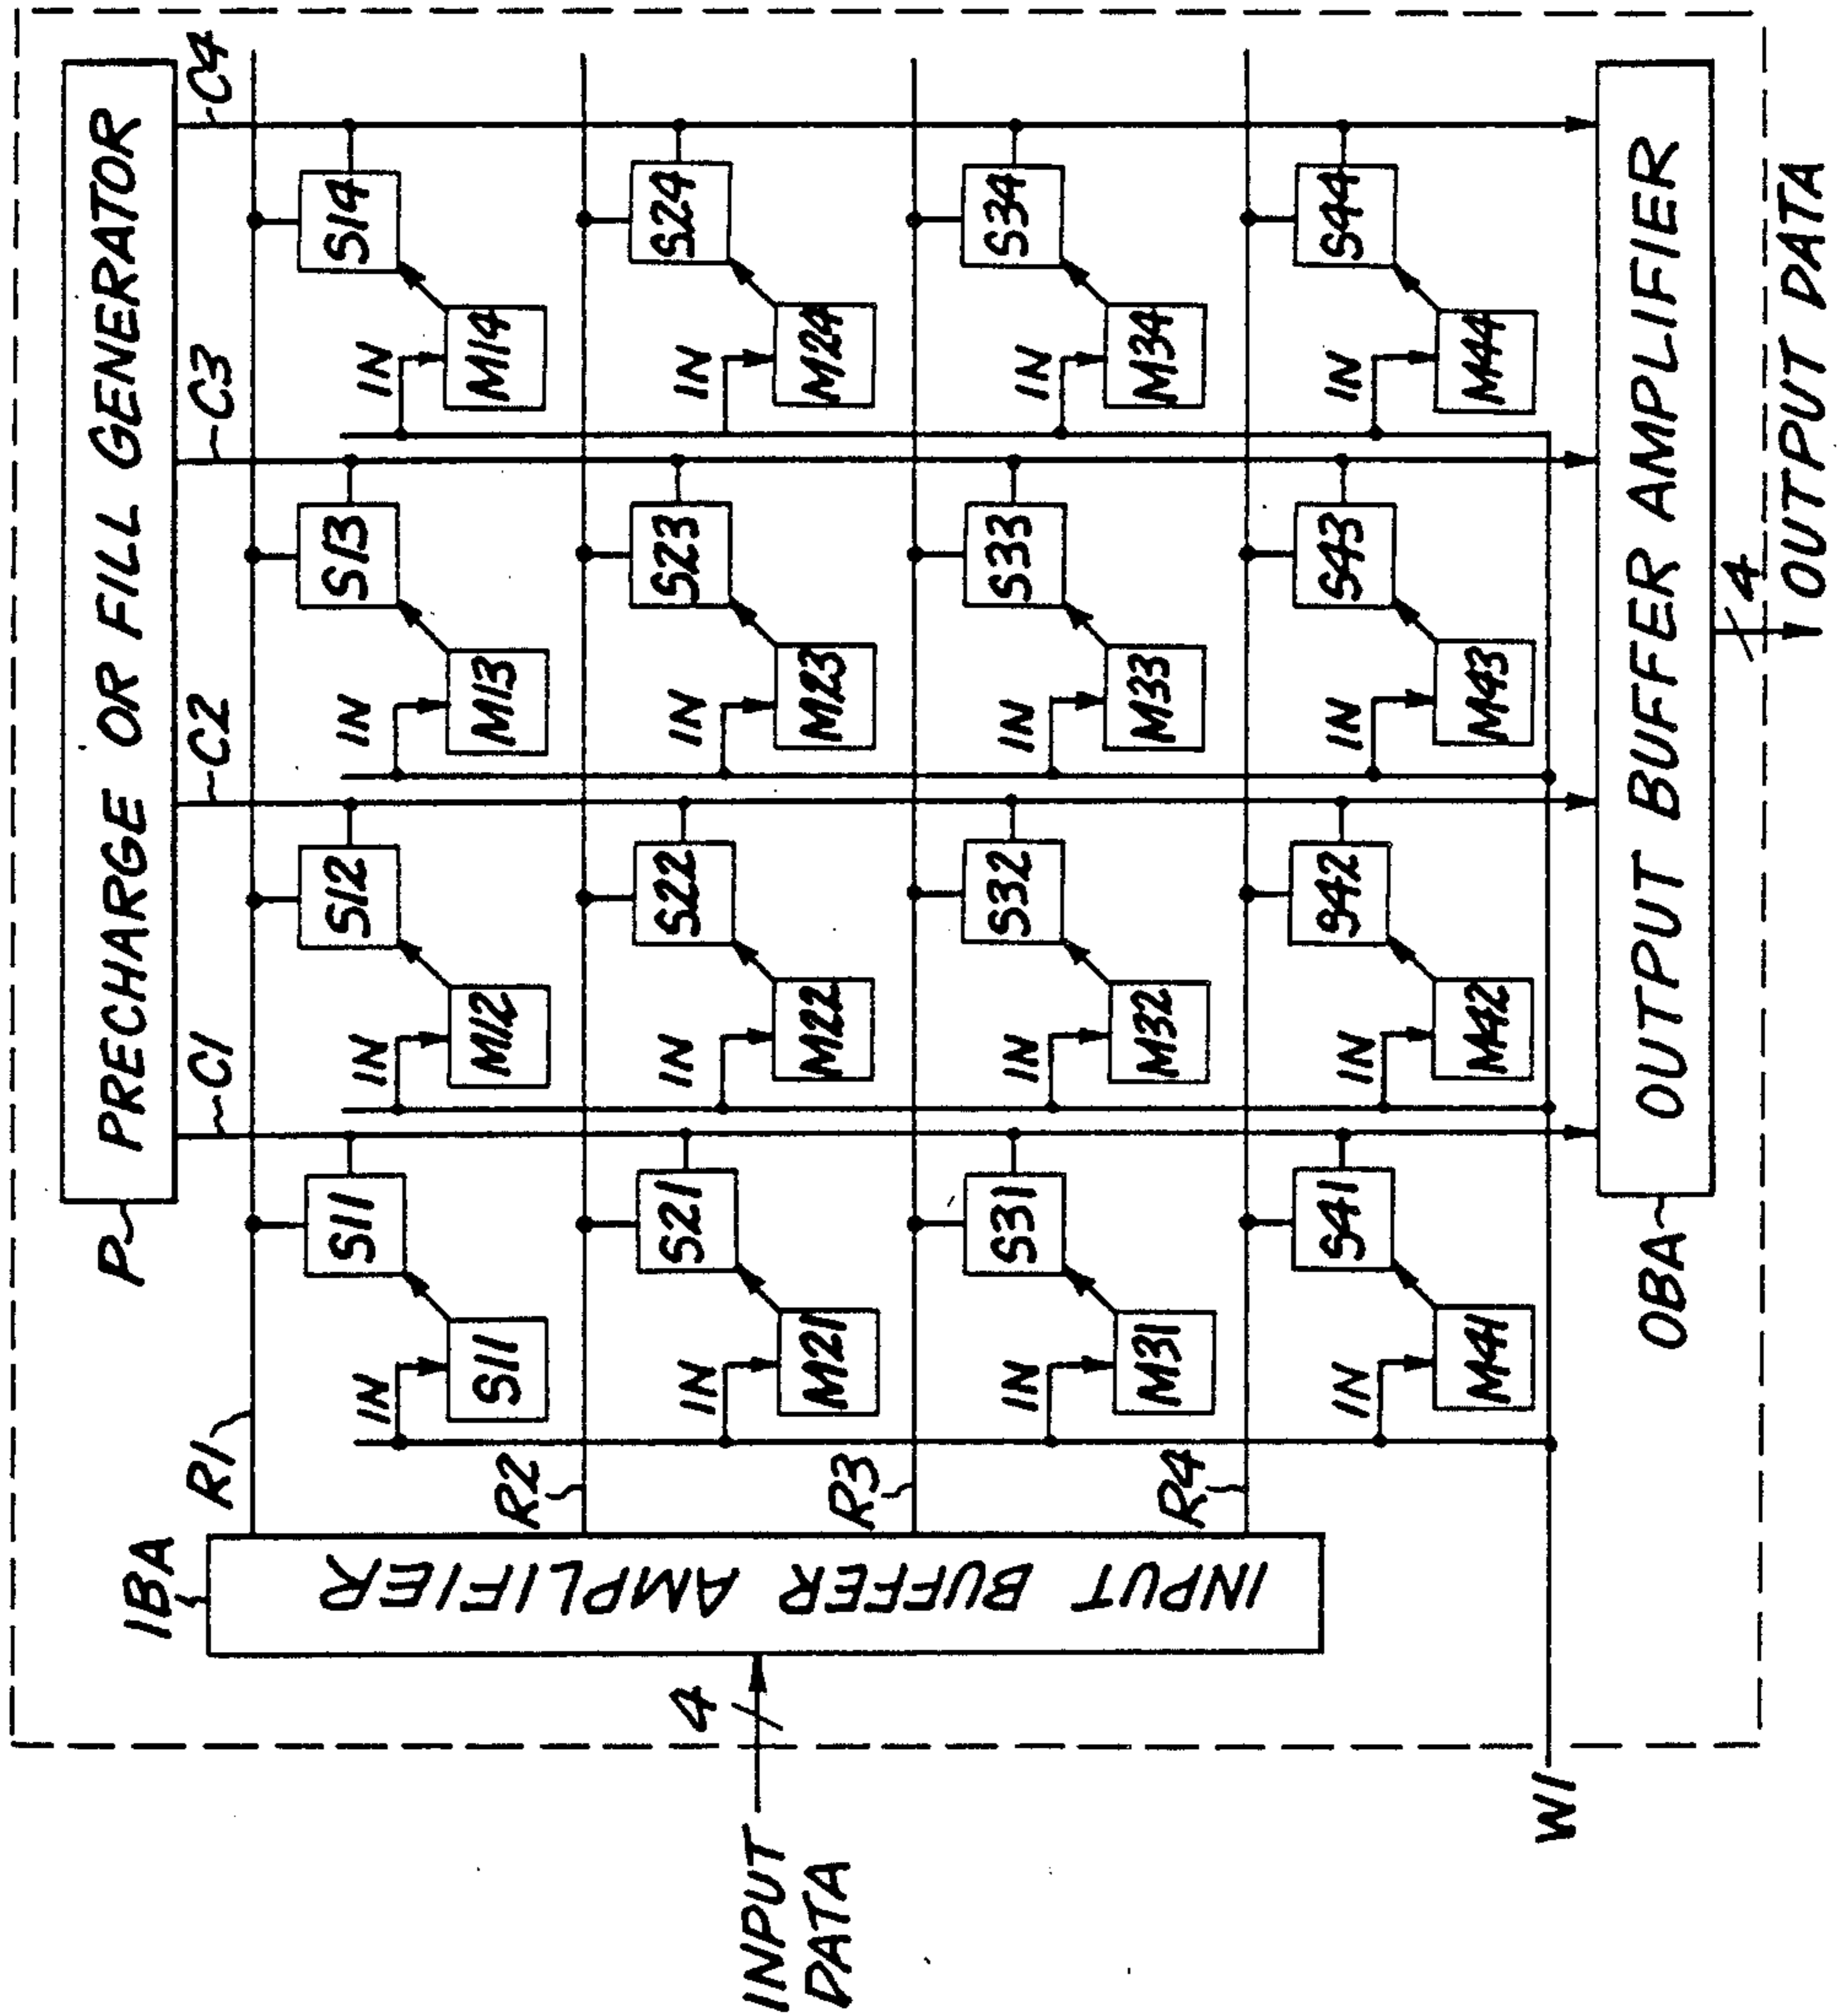 P
PRECHARGE OR FILL GENERATOR
C1 C2 C3 C4
IBA
R1
S11 S12 S13 S14
IN IN IN IN
S11 M12 M13 M14
R2
S21 S22 S23 S24
IN IN IN IN
M21 M22 M23 M24
R3
S31 S32 S33 S34
IN IN IN IN
M31 M32 M33 M34
R4
S41 S42 S43 S44
IN IN IN IN
M41 M42 M43 M44
INPUT BUFFER AMPLIFIER
4
INPUT
DATA
WI
OBA
OUTPUT BUFFER AMPLIFIER
4
OUTPUT DATA